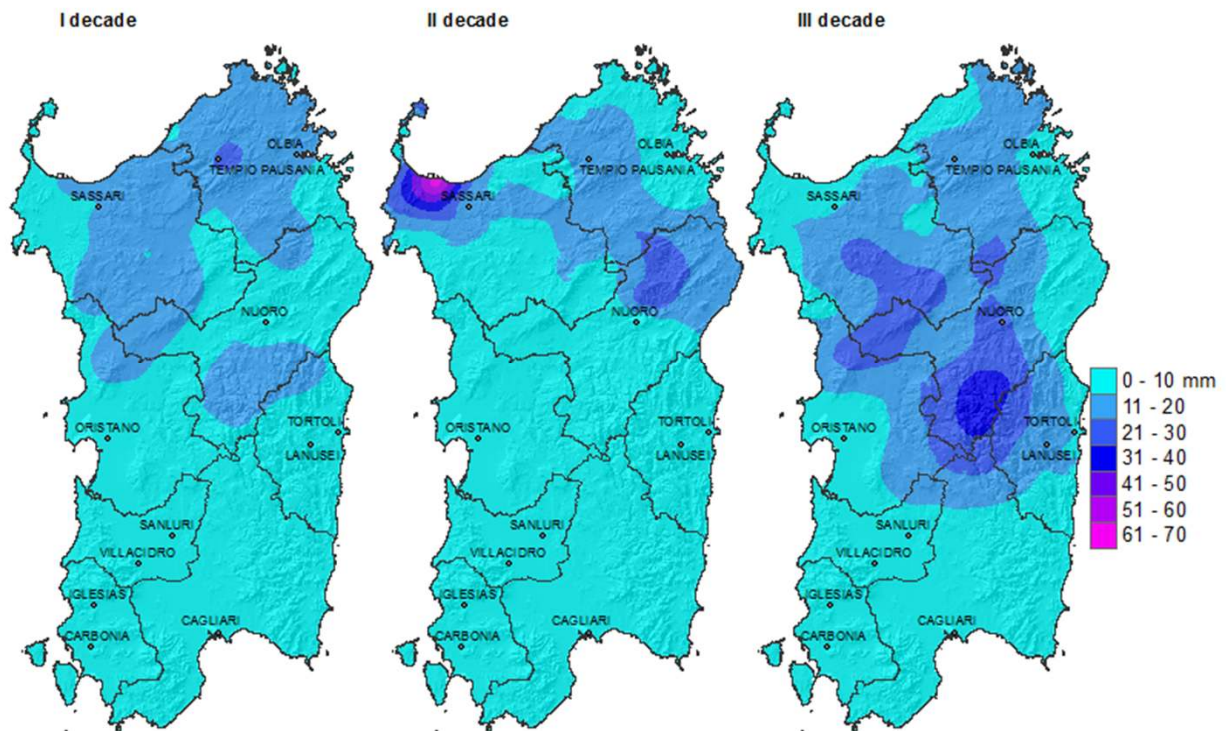 I decade
II decade
III decade
OLBIA
TEMPIO PAUSANIA
SASSARI
NUORO
ORISTANO
TORTOLI
LANUSEI
SANLURI
VILLACIDRO
IGLESIAS
CARBONIA
CAGLIARI
OLBIA
TEMPIO PAUSANIA
SASSARI
NUORO
ORISTANO
TORTOLI
LANUSEI
SANLURI
VILLACIDRO
IGLESIAS
CARBONIA
CAGLIARI
OLBIA
TEMPIO PAUSANIA
SASSARI
NUORO
ORISTANO
TORTOLI
LANUSEI
SANLURI
VILLACIDRO
IGLESIAS
CARBONIA
CAGLIARI
0 - 10 mm
11 - 20
21 - 30
31 - 40
41 - 50
51 - 60
61 - 70